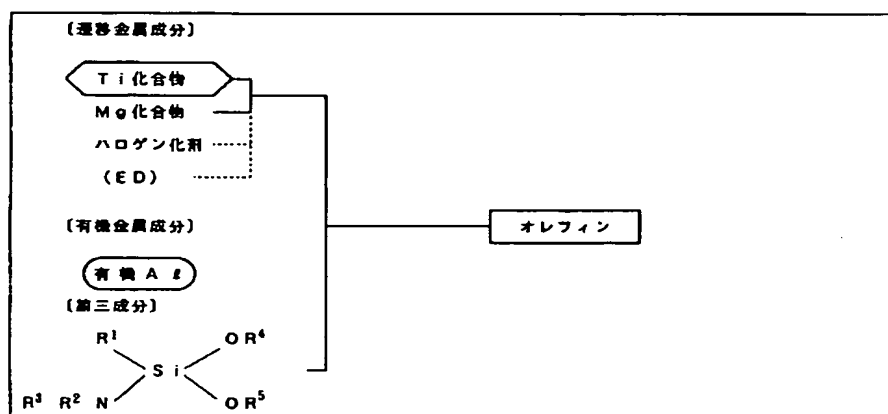 〔遷移金属成分〕
Ti化合物
Mg化合物
ハロゲン化剤
(ED)
〔有機金属成分〕
オレフィン
有機Aℓ
〔第三成分〕
R¹ OR⁴
Si
R³ R² N OR⁵